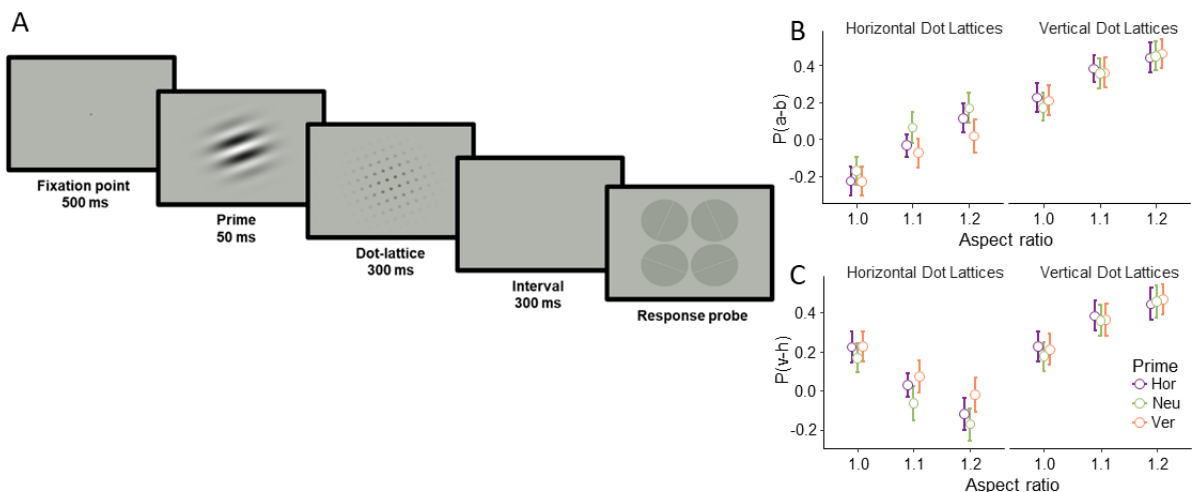 A
Fixation point
500 ms
Prime
50 ms
Dot-lattice
300 ms
Interval
300 ms
Response probe
B
Horizontal Dot Lattices
Vertical Dot Lattices
P(a-b)
0.4
0.2
0.0
-0.2
1.0
1.1
1.2
1.0
1.1
1.2
Aspect ratio
C
Horizontal Dot Lattices
Vertical Dot Lattices
P(v-h)
0.4
0.2
0.0
-0.2
Prime
Hor
Neu
Ver
1.0
1.1
1.2
1.0
1.1
1.2
Aspect ratio